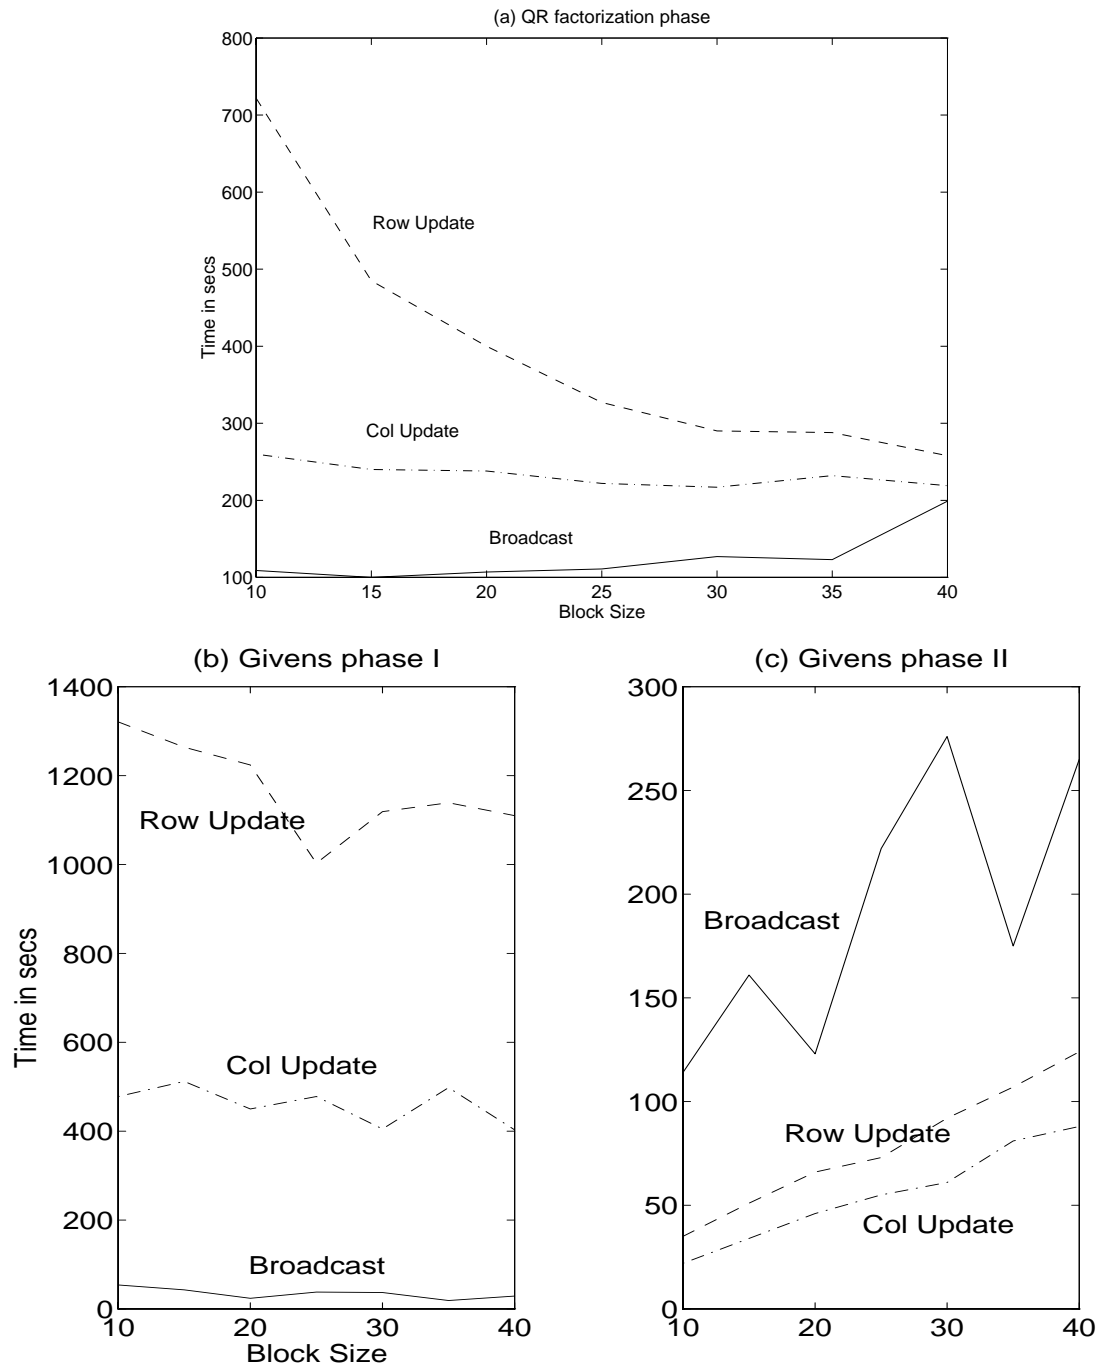 (a) QR factorization phase
800
700
600
500
400
300
200
100
Time in secs
Row Update
Col Update
Broadcast
10 15 20 25 30 35 40
Block Size
(b) Givens phase I
1400
1200
1000
800
600
400
200
0
Time in secs
Row Update
Col Update
Broadcast
10 20 30 40
Block Size
(c) Givens phase II
300
250
200
150
100
50
0
Broadcast
Row Update
Col Update
10 20 30 40